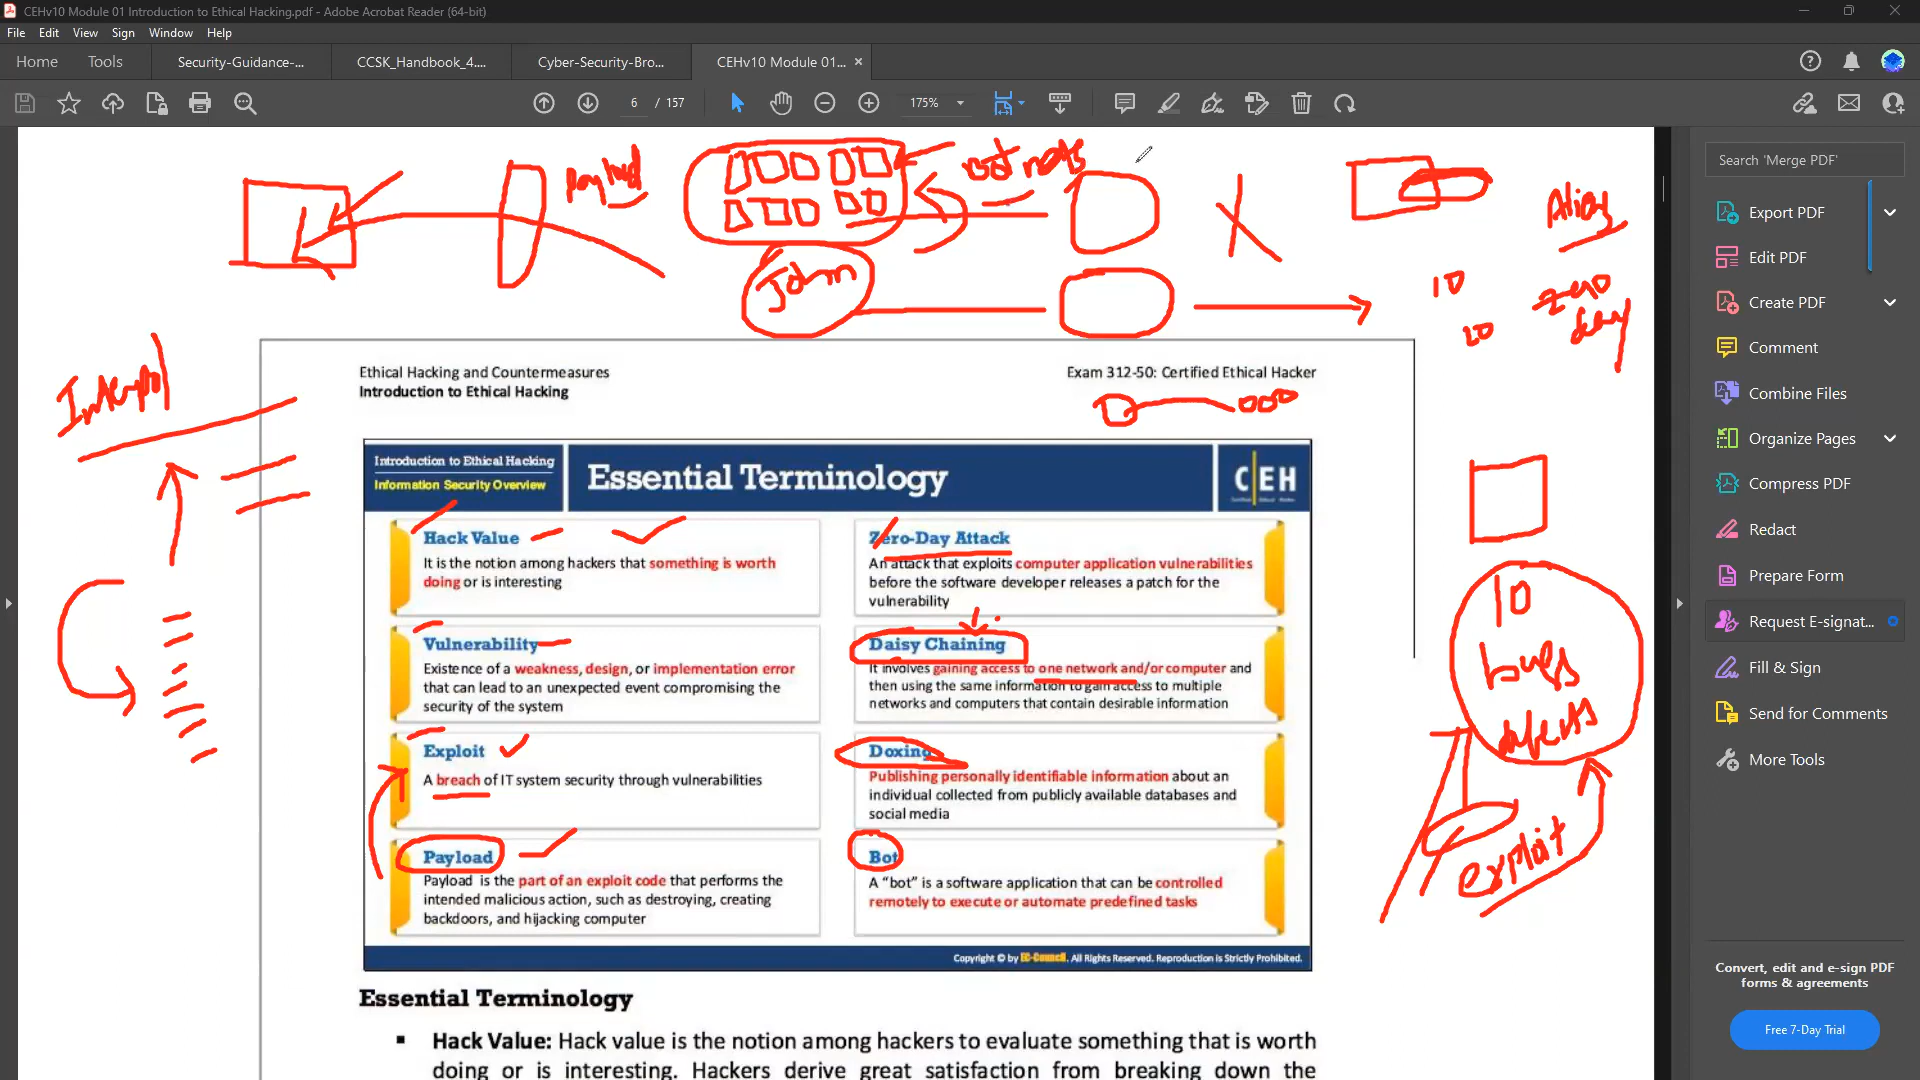 CEHv10 Module 01 Introduction to Ethical Hacking.pdf - Adobe Acrobat Reader (64-bit)
File Edit View Sign Window Help
Home Tools Security-Guidance-... CCSK_Handbook_4.... Cyber-Security-Bro... CEHv10 Module 01... ×
6 / 157 175%
payload
John
Alias
10
20
zero
day
Ethical Hacking and Countermeasures
Introduction to Ethical Hacking
Exam 312-50: Certified Ethical Hacker
Introduction to Ethical Hacking
Information Security Overview
Essential Terminology
C|EH
Hack Value
It is the notion among hackers that something is worth
doing or is interesting
Vulnerability
Existence of a weakness, design, or implementation error
that can lead to an unexpected event compromising the
security of the system
Exploit
A breach of IT system security through vulnerabilities
Payload
Payload is the part of an exploit code that performs the
intended malicious action, such as destroying, creating
backdoors, and hijacking computer
Zero-Day Attack
An attack that exploits computer application vulnerabilities
before the software developer releases a patch for the
vulnerability
Daisy Chaining
It involves gaining access to one network and/or computer and
then using the same information to gain access to multiple
networks and computers that contain desirable information
Doxing
Publishing personally identifiable information about an
individual collected from publicly available databases and
social media
Bot
A “bot” is a software application that can be controlled
remotely to execute or automate predefined tasks
Copyright © by EC-Council. All Rights Reserved. Reproduction is Strictly Prohibited.
10
exploit
Essential Terminology
▪ Hack Value: Hack value is the notion among hackers to evaluate something that is worth
doing or is interesting. Hackers derive great satisfaction from breaking down the
Search 'Merge PDF'
Export PDF
Edit PDF
Create PDF
Comment
Combine Files
Organize Pages
Compress PDF
Redact
Prepare Form
Request E-signat...
Fill & Sign
Send for Comments
More Tools
Convert, edit and e-sign PDF
forms & agreements
Free 7-Day Trial